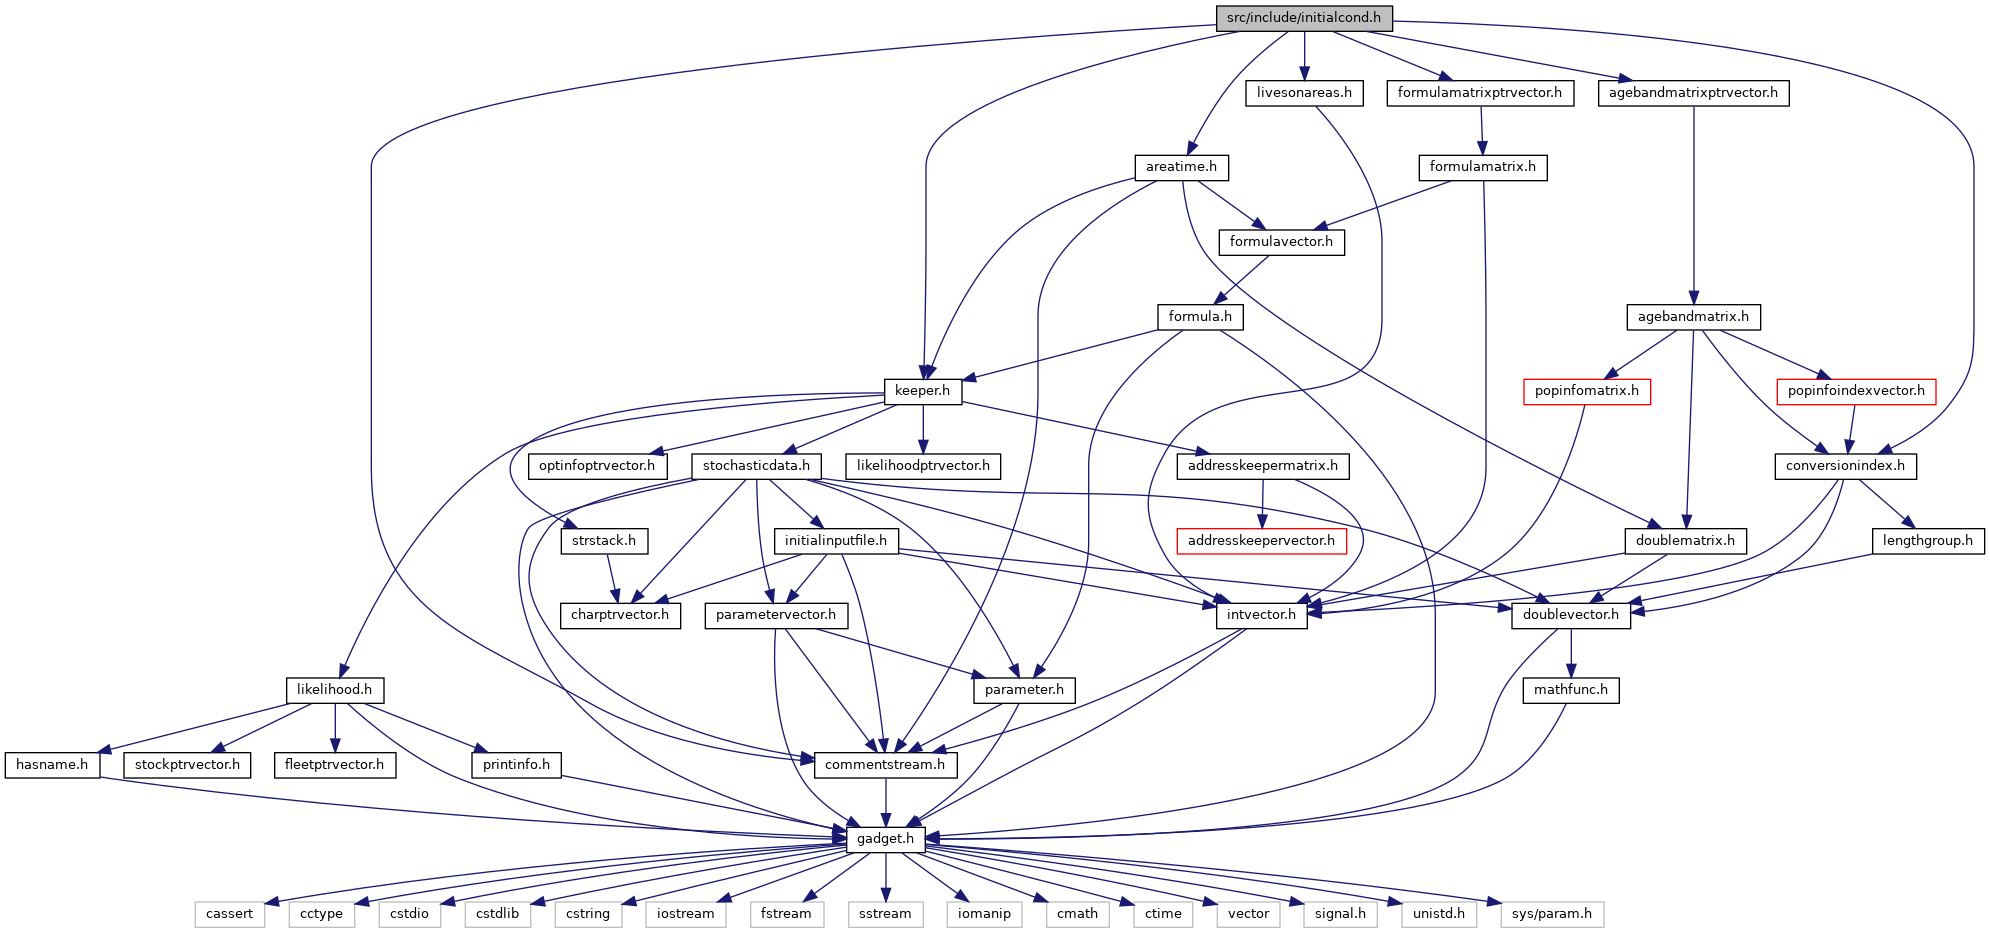 src/include/initialcond.h
livesonareas.h
formulamatrixptrvector.h
agebandmatrixptrvector.h
areatime.h
formulamatrix.h
formulavector.h
formula.h
agebandmatrix.h
keeper.h
popinfomatrix.h
popinfoindexvector.h
optinfoptrvector.h
stochasticdata.h
likelihoodptrvector.h
addresskeepermatrix.h
conversionindex.h
strstack.h
initialinputfile.h
addresskeepervector.h
doublematrix.h
lengthgroup.h
charptrvector.h
parametervector.h
intvector.h
doublevector.h
likelihood.h
parameter.h
mathfunc.h
hasname.h
stockptrvector.h
fleetptrvector.h
printinfo.h
commentstream.h
gadget.h
cassert
cctype
cstdio
cstdlib
cstring
iostream
fstream
sstream
iomanip
cmath
ctime
vector
signal.h
unistd.h
sys/param.h